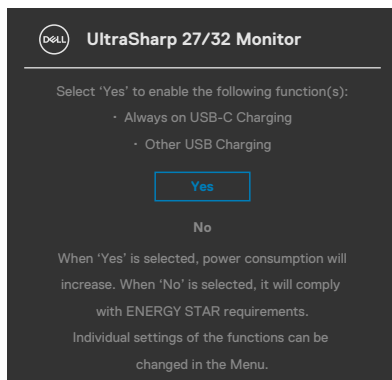 DELL
UltraSharp 27/32 Monitor
Select ‘Yes’ to enable the following function(s):
· Always on USB-C Charging
· Other USB Charging
Yes
No
When ‘Yes’ is selected, power consumption will
increase. When ‘No’ is selected, it will comply
with ENERGY STAR requirements.
Individual settings of the functions can be
changed in the Menu.